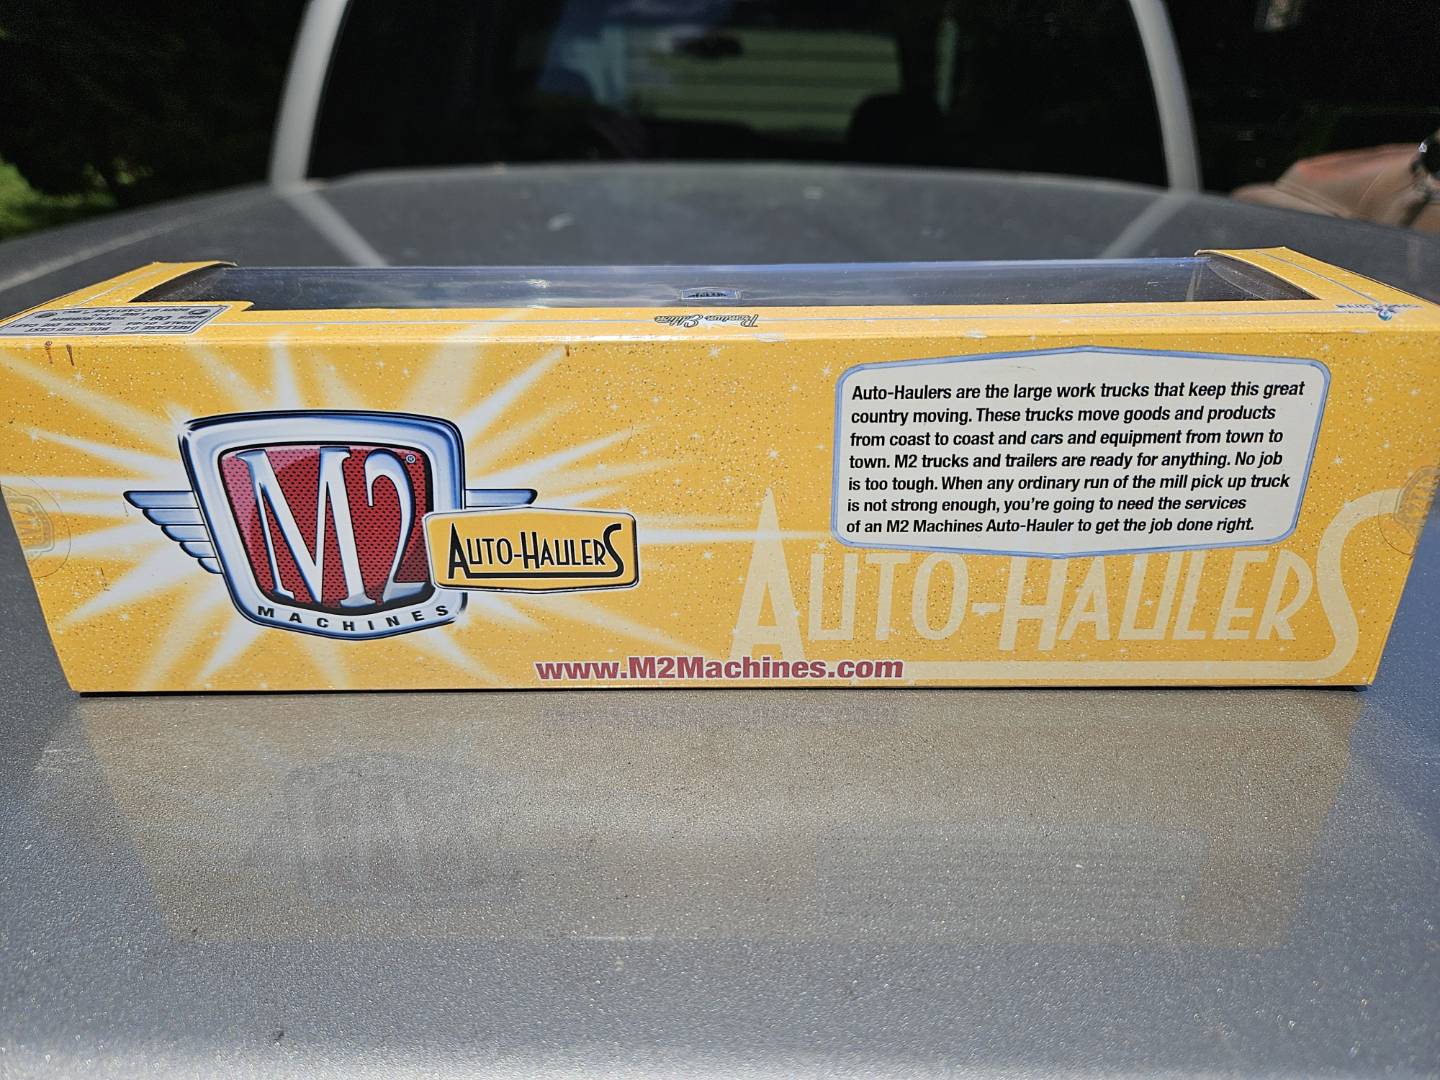 Premium Edition
M2®
MACHINES
AUTO-HAULERS
Auto-Haulers are the large work trucks that keep this great
country moving. These trucks move goods and products
from coast to coast and cars and equipment from town to
town. M2 trucks and trailers are ready for anything. No job
is too tough. When any ordinary run of the mill pick up truck
is not strong enough, you're going to need the services
of an M2 Machines Auto-Hauler to get the job done right.
AUTO-HAULERS
www.M2Machines.com